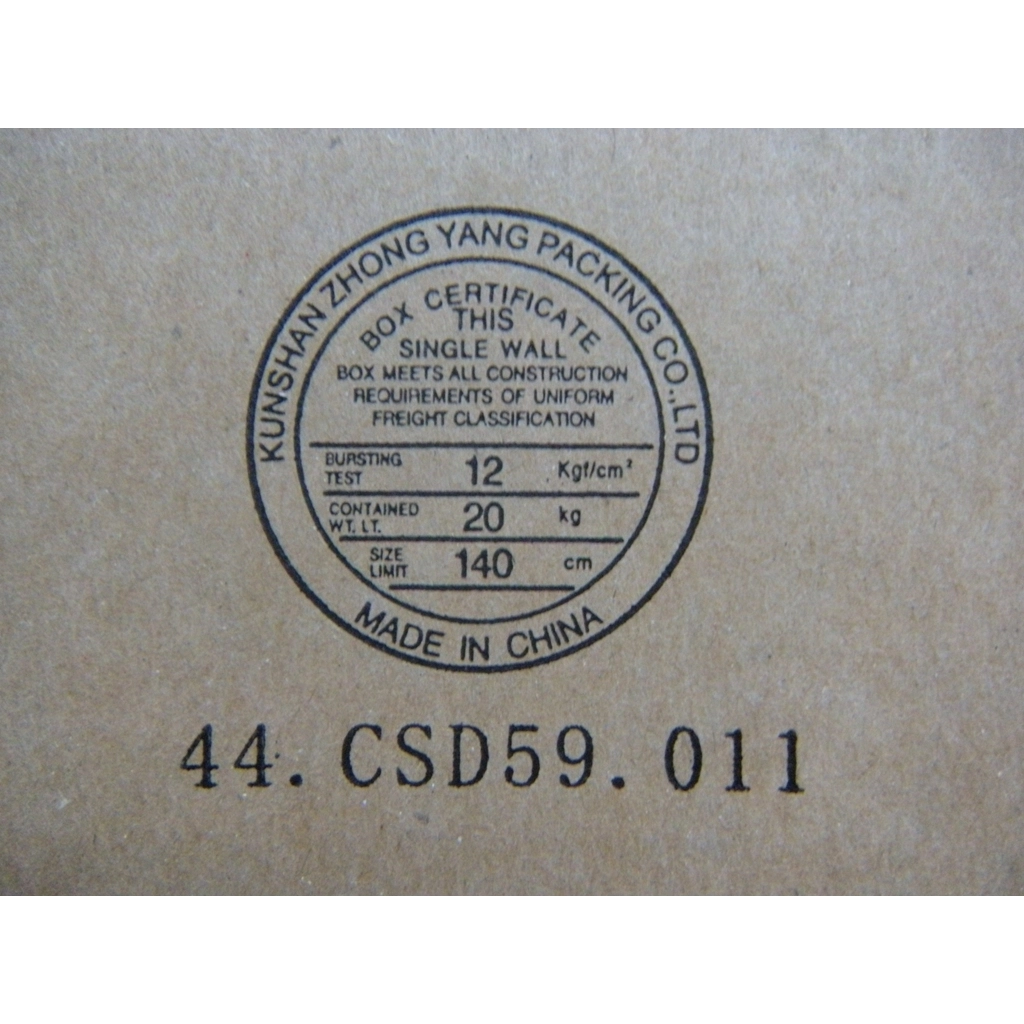 KUNSHAN ZHONG YANG PACKING CO.,LTD
BOX CERTIFICATE
THIS
SINGLE WALL
BOX MEETS ALL CONSTRUCTION
REQUIREMENTS OF UNIFORM
FREIGHT CLASSIFICATION
BURSTING TEST 12 Kgf/cm²
CONTAINED WT. LT. 20 kg
SIZE LIMIT 140 cm
MADE IN CHINA
44. CSD59. 011